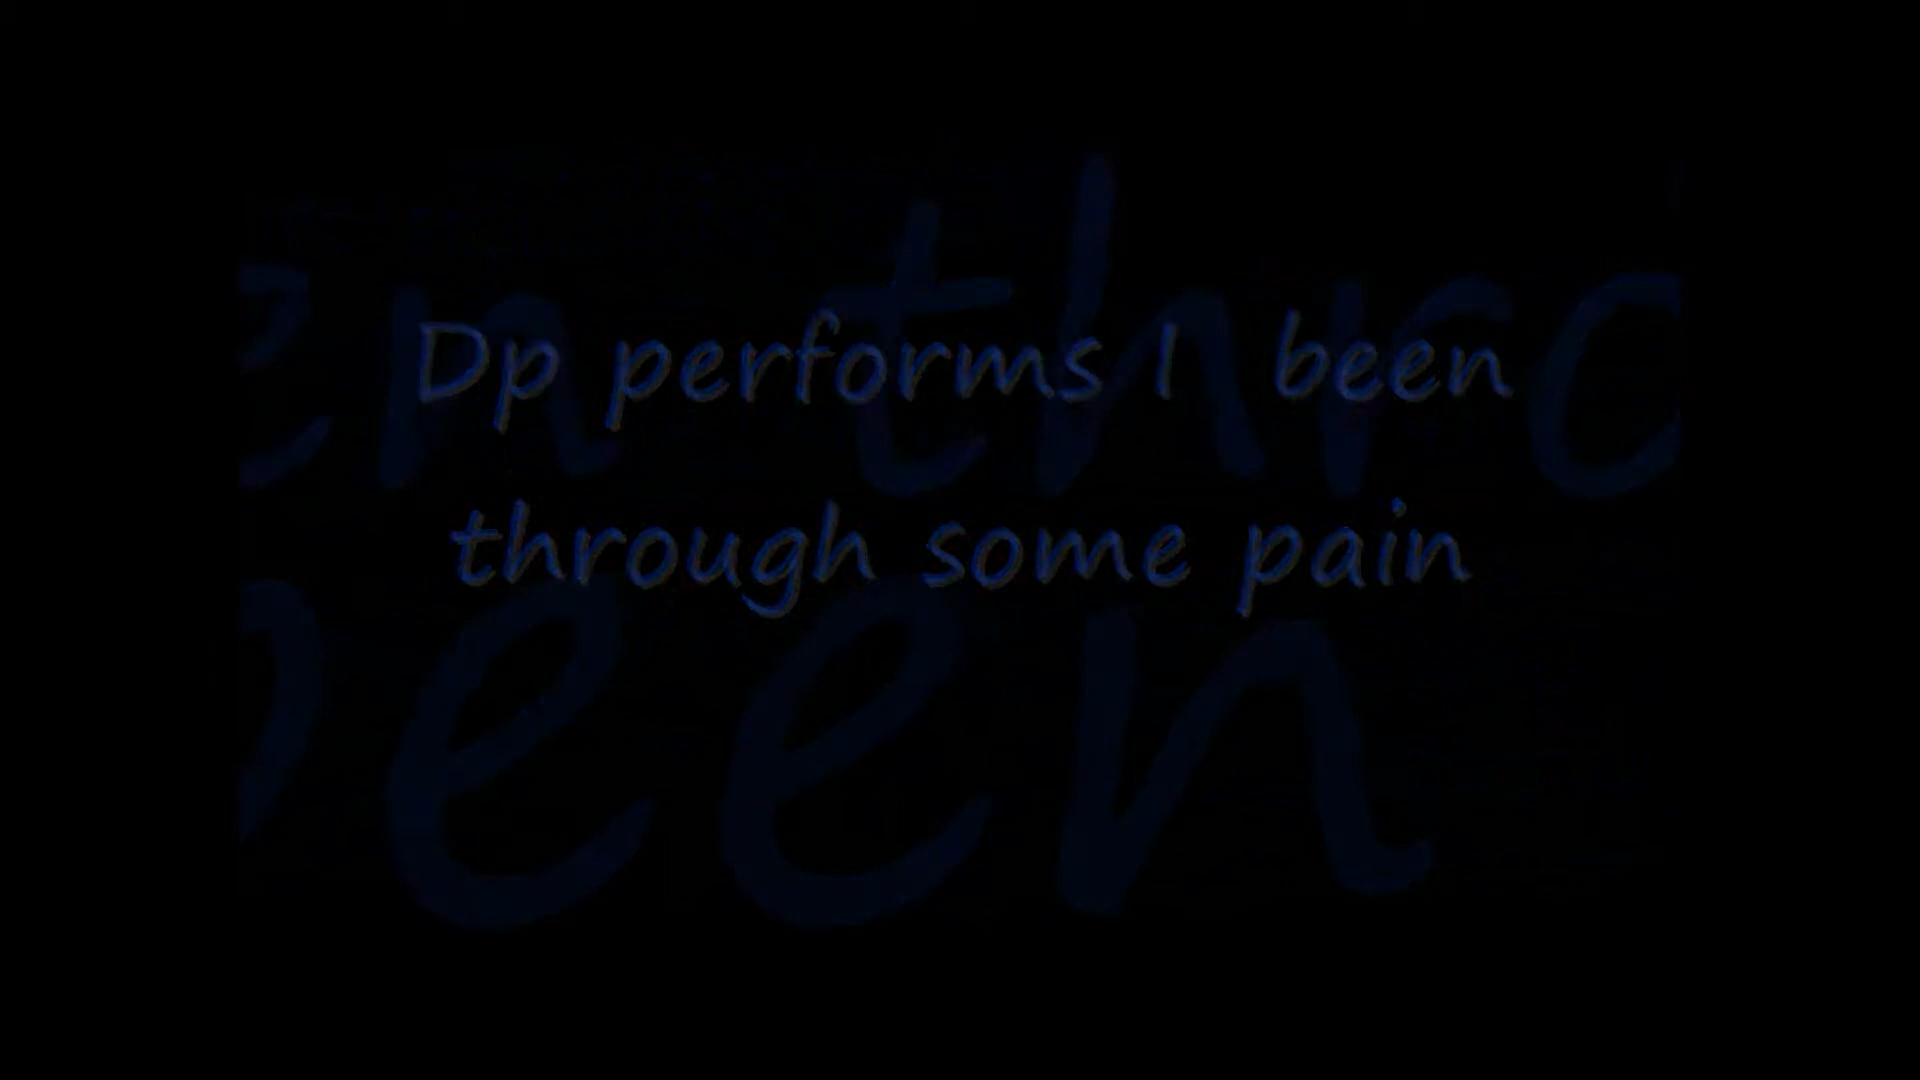 Dp performs I been
through some pain